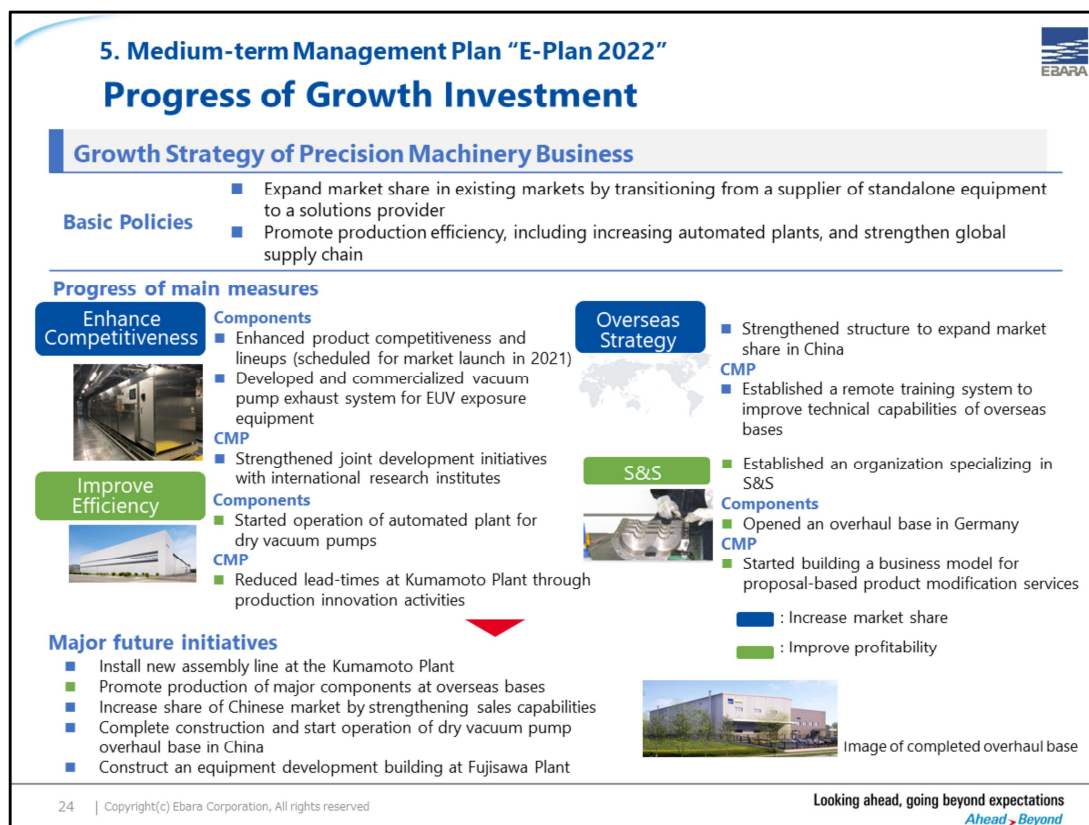 5. Medium-term Management Plan “E-Plan 2022”
EBARA
Progress of Growth Investment
Growth Strategy of Precision Machinery Business
Basic Policies
■ Expand market share in existing markets by transitioning from a supplier of standalone equipment
to a solutions provider
■ Promote production efficiency, including increasing automated plants, and strengthen global
supply chain
Progress of main measures
Enhance
Competitiveness
Components
■ Enhanced product competitiveness and
lineups (scheduled for market launch in 2021)
■ Developed and commercialized vacuum
pump exhaust system for EUV exposure
equipment
CMP
■ Strengthened joint development initiatives
with international research institutes
Improve
Efficiency
Components
■ Started operation of automated plant for
dry vacuum pumps
CMP
■ Reduced lead-times at Kumamoto Plant through
production innovation activities
Overseas
Strategy
■ Strengthened structure to expand market
share in China
CMP
■ Established a remote training system to
improve technical capabilities of overseas
bases
S&S
■ Established an organization specializing in
S&S
Components
■ Opened an overhaul base in Germany
CMP
■ Started building a business model for
proposal-based product modification services
: Increase market share
: Improve profitability
Major future initiatives
■ Install new assembly line at the Kumamoto Plant
■ Promote production of major components at overseas bases
■ Increase share of Chinese market by strengthening sales capabilities
■ Complete construction and start operation of dry vacuum pump
overhaul base in China
■ Construct an equipment development building at Fujisawa Plant
Image of completed overhaul base
24 | Copyright(c) Ebara Corporation, All rights reserved
Looking ahead, going beyond expectations
Ahead > Beyond